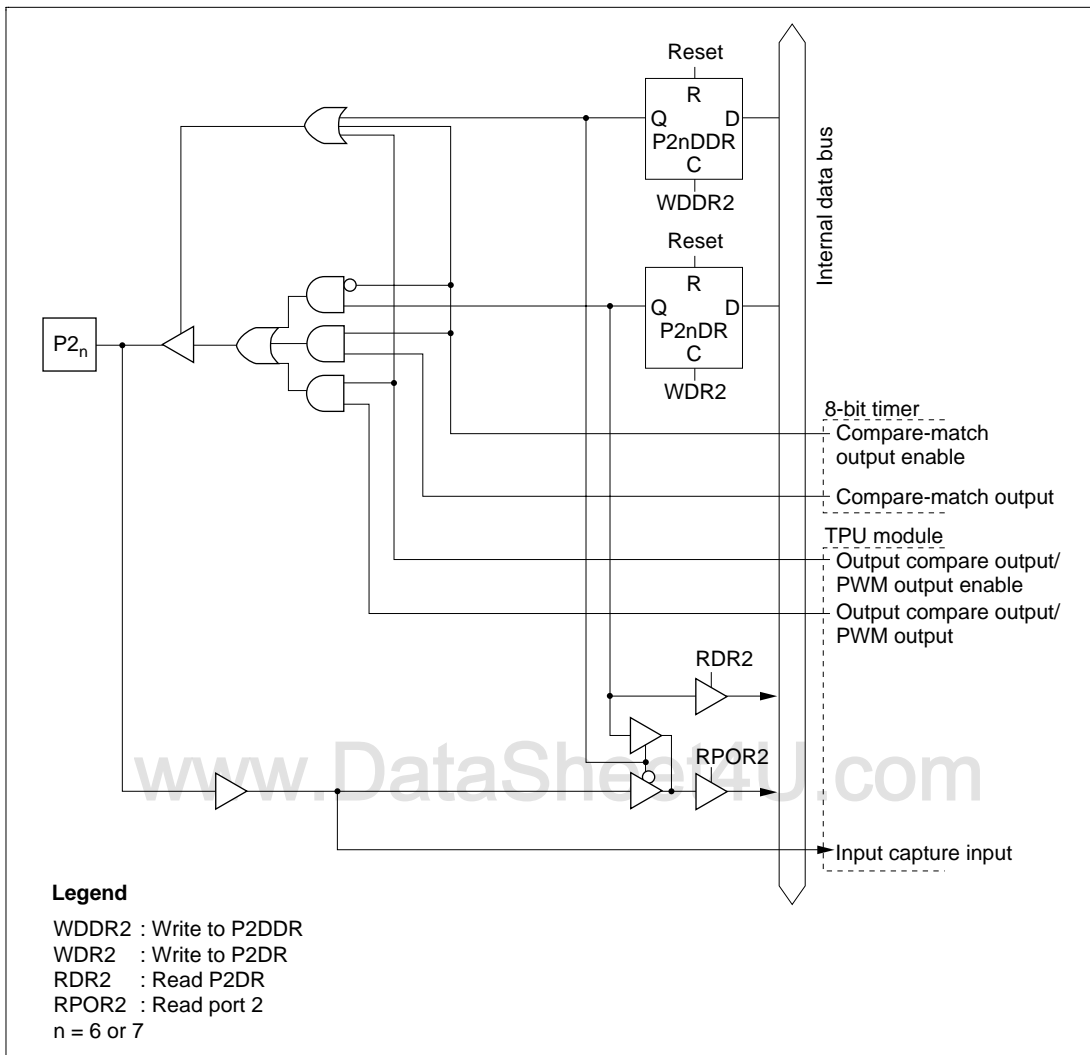 Reset
R
Q D
P2nDDR
C
WDDR2
Reset
R
Q D
P2nDR
C
WDR2
Internal data bus
P2n
8-bit timer
Compare-match
output enable
Compare-match output
TPU module
Output compare output/
PWM output enable
Output compare output/
PWM output
RDR2
RPOR2
www.DataSheet4U.com
Input capture input
Legend
WDDR2 : Write to P2DDR
WDR2 : Write to P2DR
RDR2 : Read P2DR
RPOR2 : Read port 2
n = 6 or 7